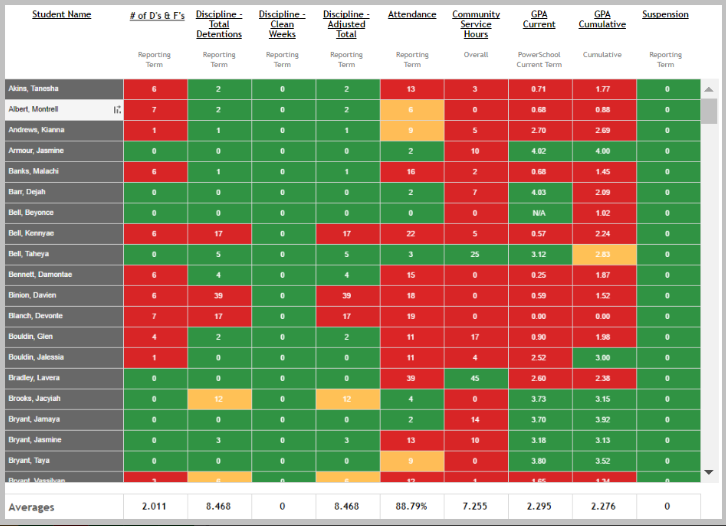 Student Name # of D's & F's Discipline - Discipline - Discipline - Attendance Community GPA GPA Suspension
Total Clean Adjusted Service Current Cumulative
Detentions Weeks Total Hours
Reporting Reporting Reporting Reporting Reporting Overall PowerSchool Cumulative Reporting
Term Term Term Term Term Current Term Term
Akins, Tanesha 6 2 0 2 13 3 0.71 1.77 0
Albert, Montrell 7 2 0 2 6 0 0.68 0.88 0
Andrews, Kianna 1 1 0 1 9 5 2.70 2.69 0
Armour, Jasmine 0 0 0 0 2 10 4.02 4.00 0
Banks, Malachi 6 1 0 1 16 2 0.68 1.45 0
Barr, Dejah 0 0 0 0 2 7 4.03 2.09 0
Bell, Beyonce 0 0 0 0 0 0 N/A 1.02 0
Bell, Kennyae 6 17 0 17 22 5 0.57 2.24 0
Bell, Taheya 0 5 0 5 3 25 3.12 2.83 0
Bennett, Damontae 6 4 0 4 15 0 0.25 1.87 0
Binion, Davien 6 39 0 39 18 0 0.59 1.52 0
Blanch, Devonte 7 17 0 17 19 0 0.00 0.00 0
Bouldin, Glen 4 2 0 2 11 17 0.90 1.98 0
Bouldin, Jalessia 1 0 0 0 11 4 2.52 3.00 0
Bradley, Lavera 0 0 0 0 39 45 2.60 2.38 0
Brooks, Jacyiah 0 12 0 12 4 0 3.73 3.15 0
Bryant, Jamaya 0 0 0 0 2 14 3.70 3.92 0
Bryant, Jasmine 0 3 0 3 13 10 3.18 3.13 0
Bryant, Taya 0 0 0 0 9 0 3.80 3.52 0
Bryant, 0 0
Averages 2.011 8.468 0 8.468 88.79% 7.255 2.295 2.276 0